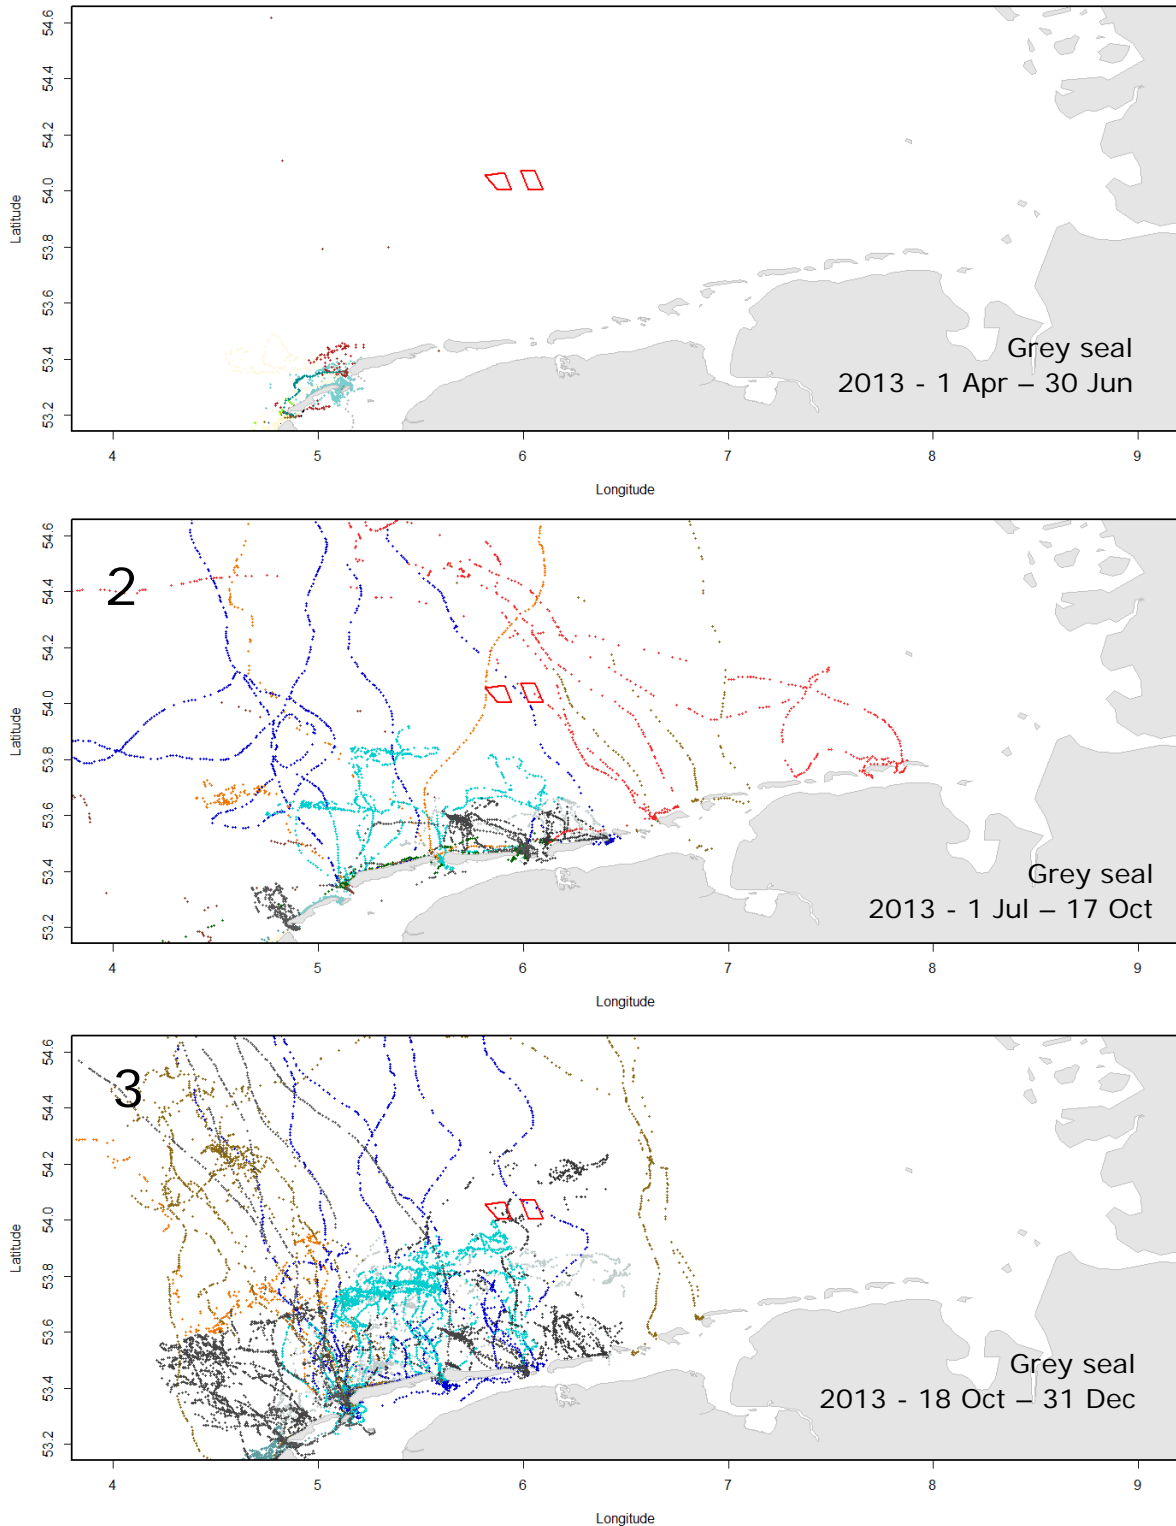 54.6
54.4
54.2
54.0
53.8
53.6
53.4
53.2
Latitude
Grey seal
2013 - 1 Apr – 30 Jun
4 5 6 7 8 9
Longitude
54.6
54.4
54.2
54.0
53.8
53.6
53.4
53.2
Latitude
2
Grey seal
2013 - 1 Jul – 17 Oct
4 5 6 7 8 9
Longitude
54.6
54.4
54.2
54.0
53.8
53.6
53.4
53.2
Latitude
3
Grey seal
2013 - 18 Oct – 31 Dec
4 5 6 7 8 9
Longitude